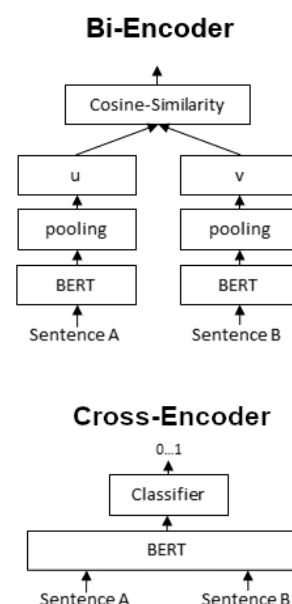 Bi-Encoder
Cosine-Similarity
u v
pooling pooling
BERT BERT
Sentence A Sentence B
Cross-Encoder
0...1
Classifier
BERT
Sentence A Sentence B